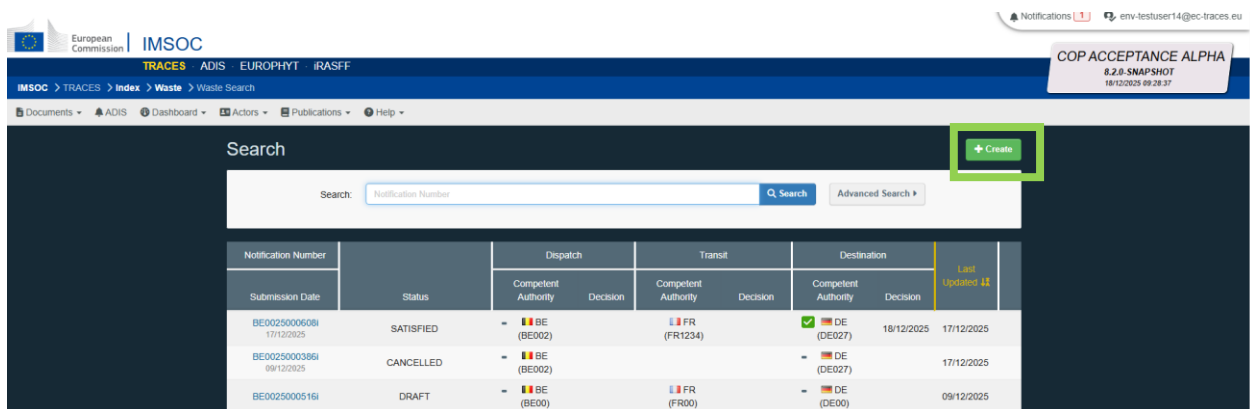 Notifications 1 env-testuser14@ec-traces.eu
European
Commission
IMSOC
TRACES · ADIS · EUROPHYT · iRASFF
COP ACCEPTANCE ALPHA
8.2.0-SNAPSHOT
18/12/2025 09:28:37
IMSOC > TRACES > Index > Waste > Waste Search
Documents ADIS Dashboard Actors Publications Help
Search
+ Create
Search: Notification Number Search Advanced Search
Notification Number Dispatch Transit Destination
Last
Updated
Submission Date Status Competent
Authority Decision Competent
Authority Decision Competent
Authority Decision
BE0025000608i
17/12/2025
SATISFIED - BE
(BE002)
FR
(FR1234)
DE
(DE027)
18/12/2025 17/12/2025
BE0025000386i
09/12/2025
CANCELLED - BE
(BE002)
- DE
(DE027)
17/12/2025
BE0025000516i DRAFT - BE
(BE00)
FR
(FR00)
- DE
(DE00)
09/12/2025